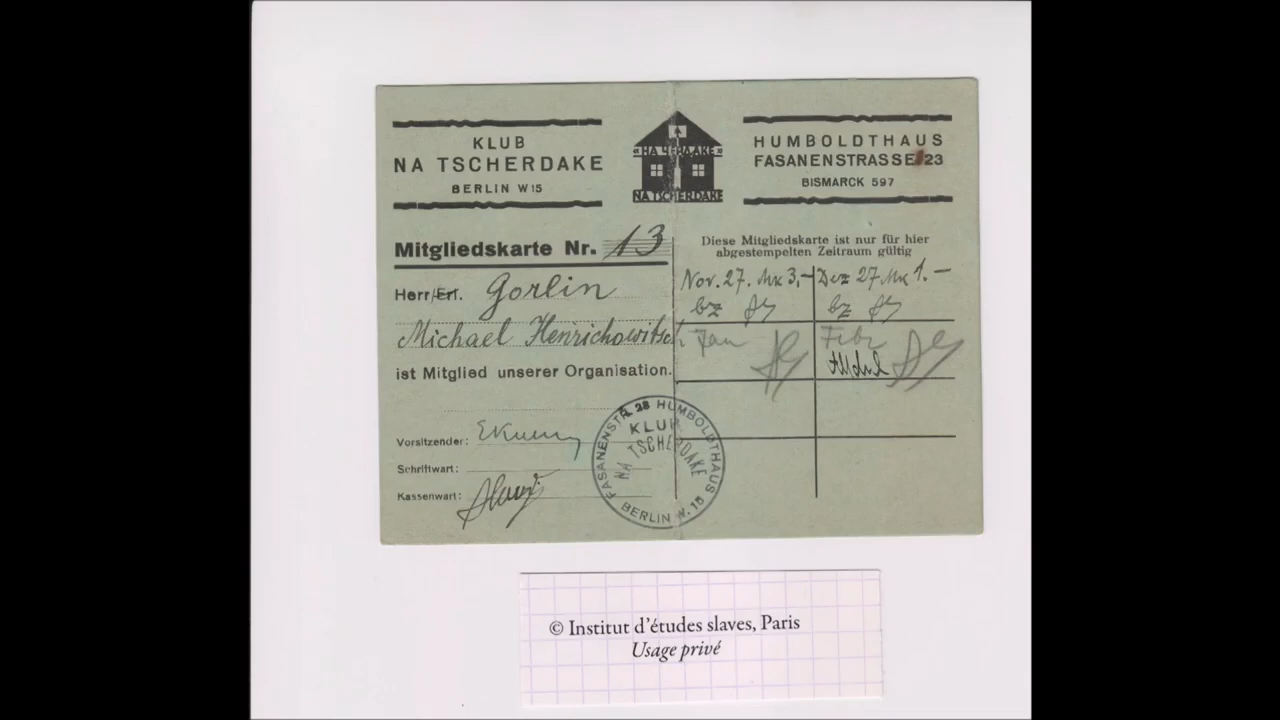 KLUB
NA TSCHERDAKE
BERLIN W15
« НА ЧЕРДАКЕ »
NA TSCHERDAKE
HUMBOLDTHAUS
FASANENSTRASSE 23
BISMARCK 597
Mitgliedskarte Nr. 13
Herr/Frl. Gorlin
Michael Henrichowitsch
ist Mitglied unserer Organisation.
Vorsitzender:
Schriftwart:
Kassenwart:
FASANENSTR. 23 HUMBOLDTHAUS
KLUB
NA TSCHERDAKE
BERLIN W. 15
Diese Mitgliedskarte ist nur für hier
abgestempelten Zeitraum gültig
Nov. 27. Mk 3,- Dez 27 Mk 1.-
bz bz
Jan Febr
© Institut d'études slaves, Paris
Usage privé